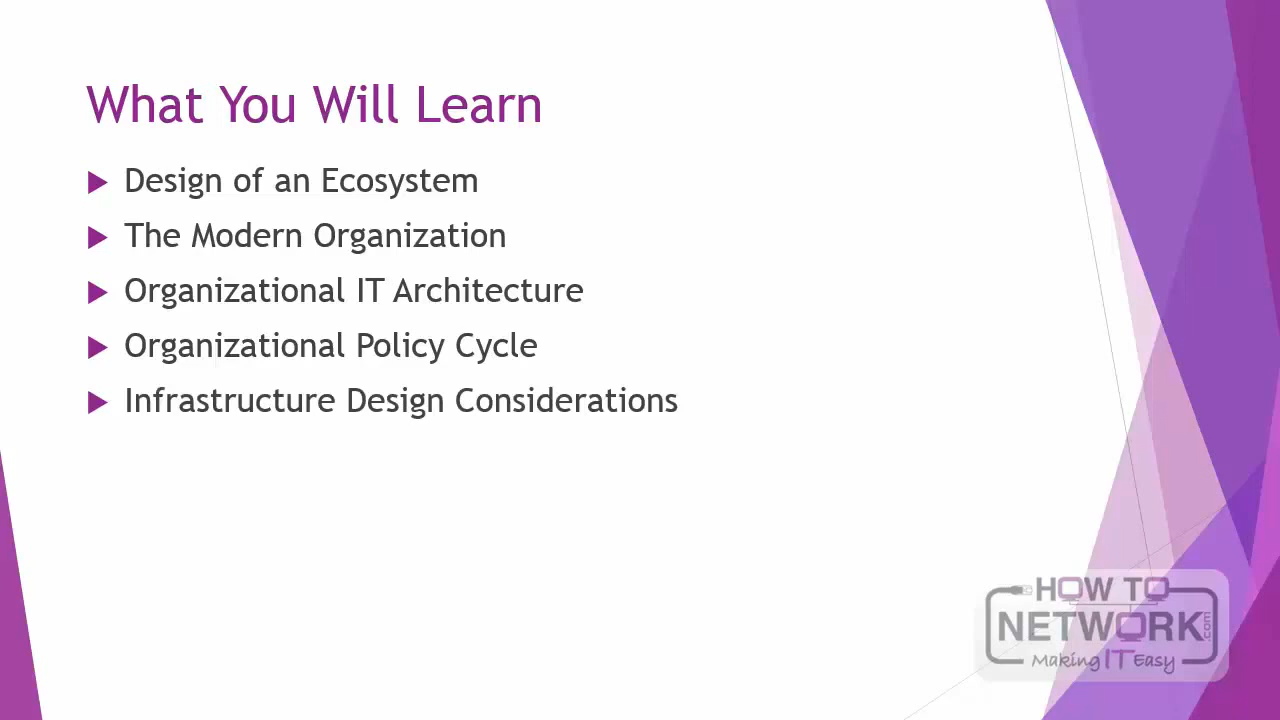 What You Will Learn
Design of an Ecosystem
The Modern Organization
Organizational IT Architecture
Organizational Policy Cycle
Infrastructure Design Considerations
HOW TO
NETWORK.com
Making IT Easy